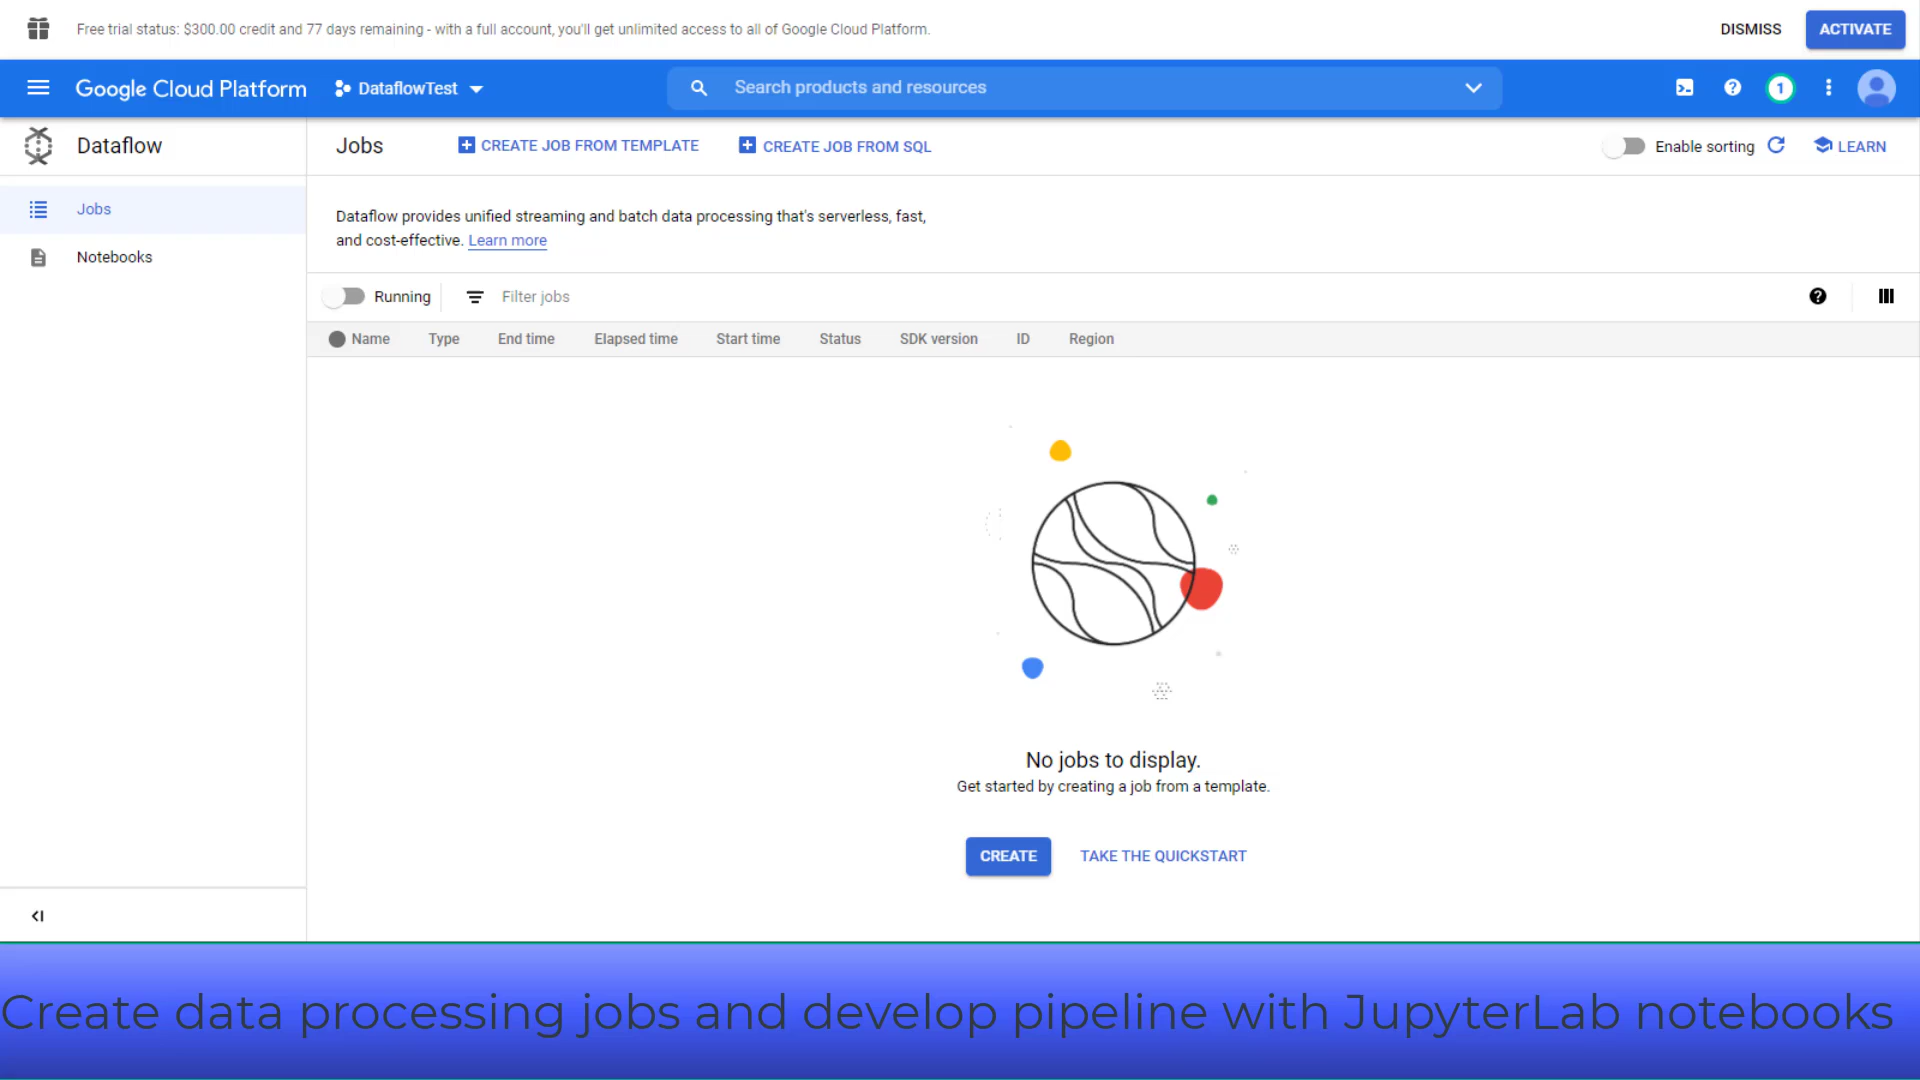 Free trial status: $300.00 credit and 77 days remaining - with a full account, you'll get unlimited access to all of Google Cloud Platform.
DISMISS
ACTIVATE
Google Cloud Platform
DataflowTest
Search products and resources
1
Dataflow
Jobs
CREATE JOB FROM TEMPLATE
CREATE JOB FROM SQL
Enable sorting
LEARN
Jobs
Notebooks
Dataflow provides unified streaming and batch data processing that's serverless, fast,
and cost-effective. Learn more
Running
Filter jobs
Name Type End time Elapsed time Start time Status SDK version ID Region
No jobs to display.
Get started by creating a job from a template.
CREATE
TAKE THE QUICKSTART
Create data processing jobs and develop pipeline with JupyterLab notebooks